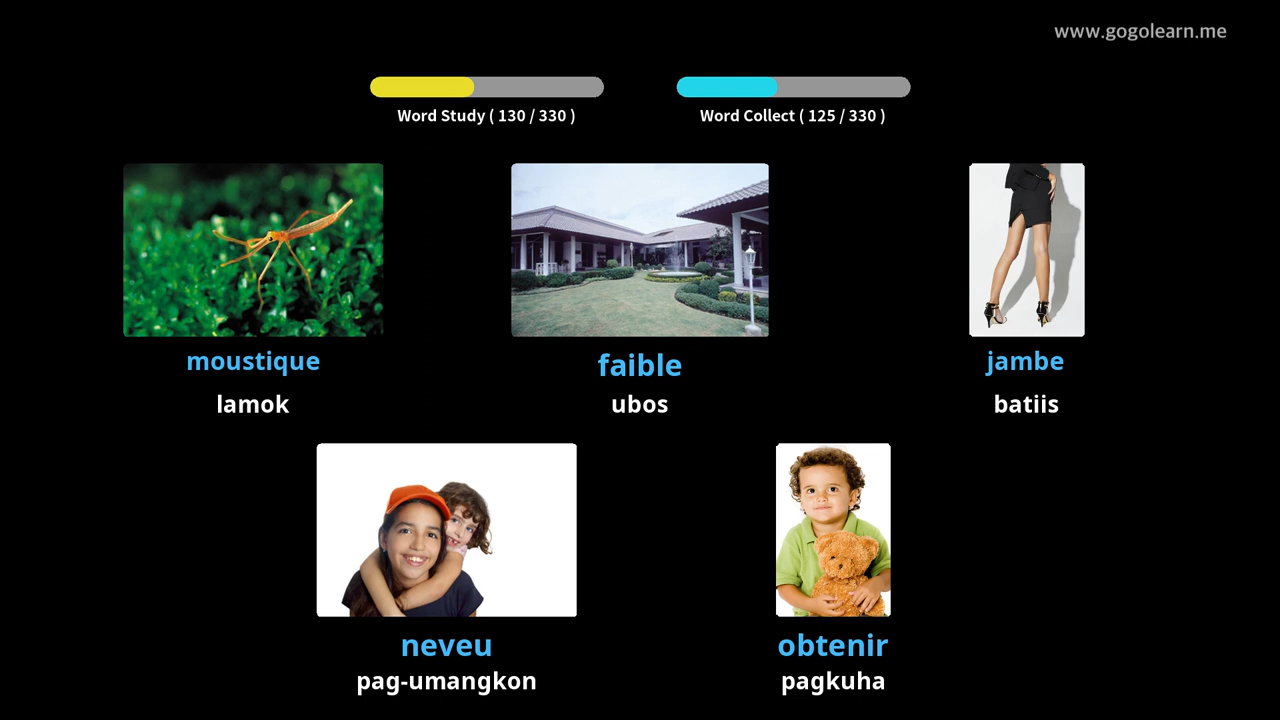 www.gogolearn.me
Word Study ( 130 / 330 )
Word Collect ( 125 / 330 )
moustique
faible
jambe
lamok
ubos
batiis
neveu
obtenir
pag-umangkon
pagkuha